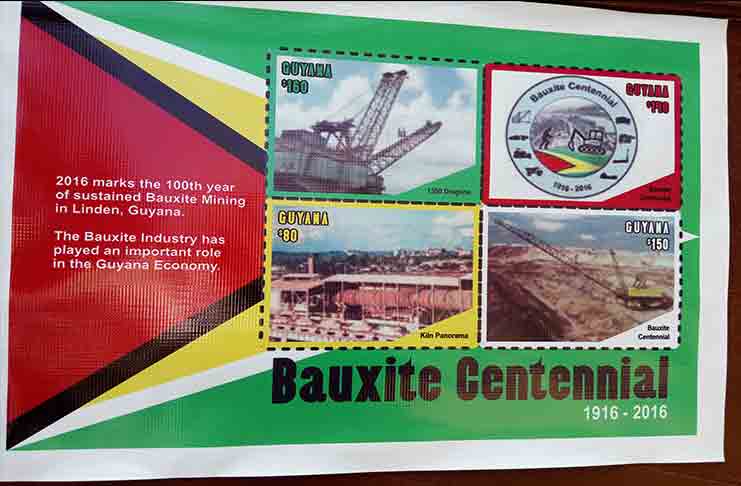 2016 marks the 100th year
of sustained Bauxite Mining
in Linden, Guyana.
The Bauxite Industry has
played an important role
in the Guyana Economy.
GUYANA
$160
GUYANA
Bauxite Centennial
1916 - 2016
GUYANA
$80
Kiln Panorama
GUYANA
$150
Bauxite
Centennial
Bauxite Centennial
1916 - 2016